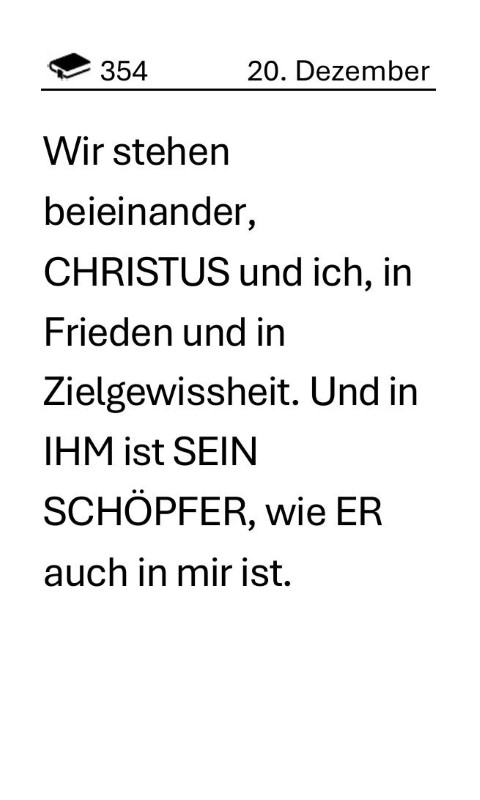 354 20. Dezember
Wir stehen
beieinander,
CHRISTUS und ich, in
Frieden und in
Zielgewissheit. Und in
IHM ist SEIN
SCHÖPFER, wie ER
auch in mir ist.